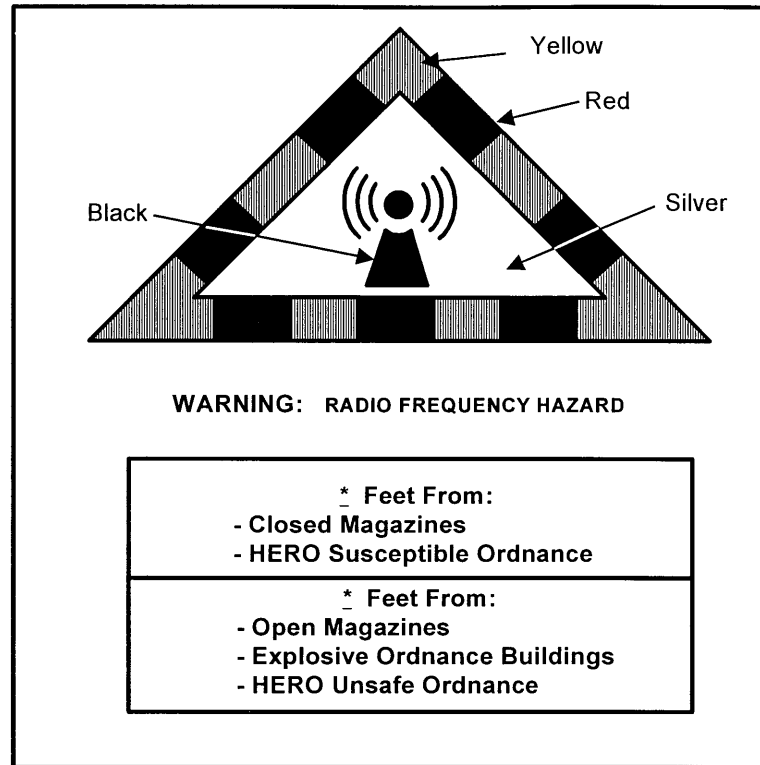 Yellow
Red
Black
Silver
WARNING: RADIO FREQUENCY HAZARD
* Feet From:
- Closed Magazines
- HERO Susceptible Ordnance
* Feet From:
- Open Magazines
- Explosive Ordnance Buildings
- HERO Unsafe Ordnance